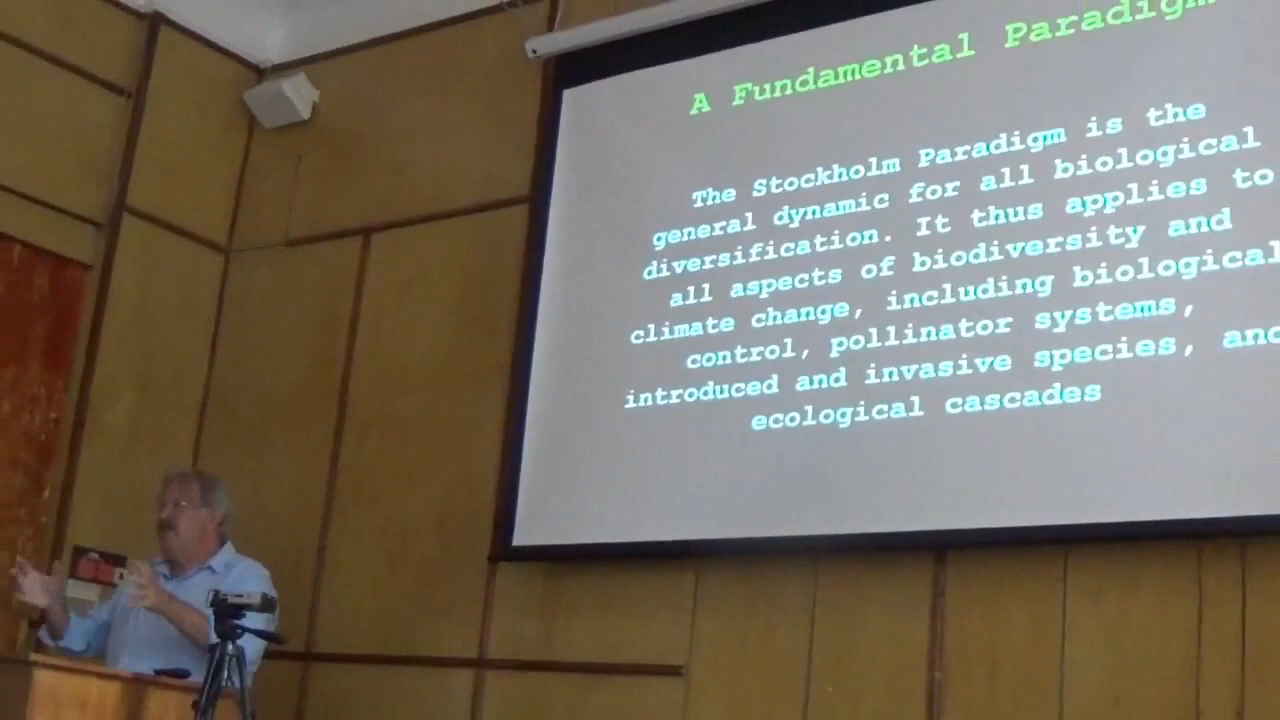 A Fundamental Paradigm
The Stockholm Paradigm is the
general dynamic for all biological
diversification. It thus applies to
all aspects of biodiversity and
climate change, including biological
control, pollinator systems,
introduced and invasive species, and
ecological cascades